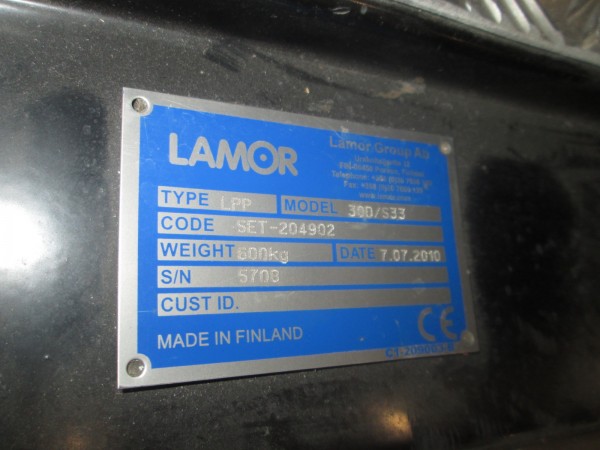 LAMOR
Lamor Group Ab
TYPE LPP MODEL 30D/S33
CODE SET-204902
WEIGHT 600kg DATE 7.07.2010
S/N 5708
CUST ID.
MADE IN FINLAND
CE